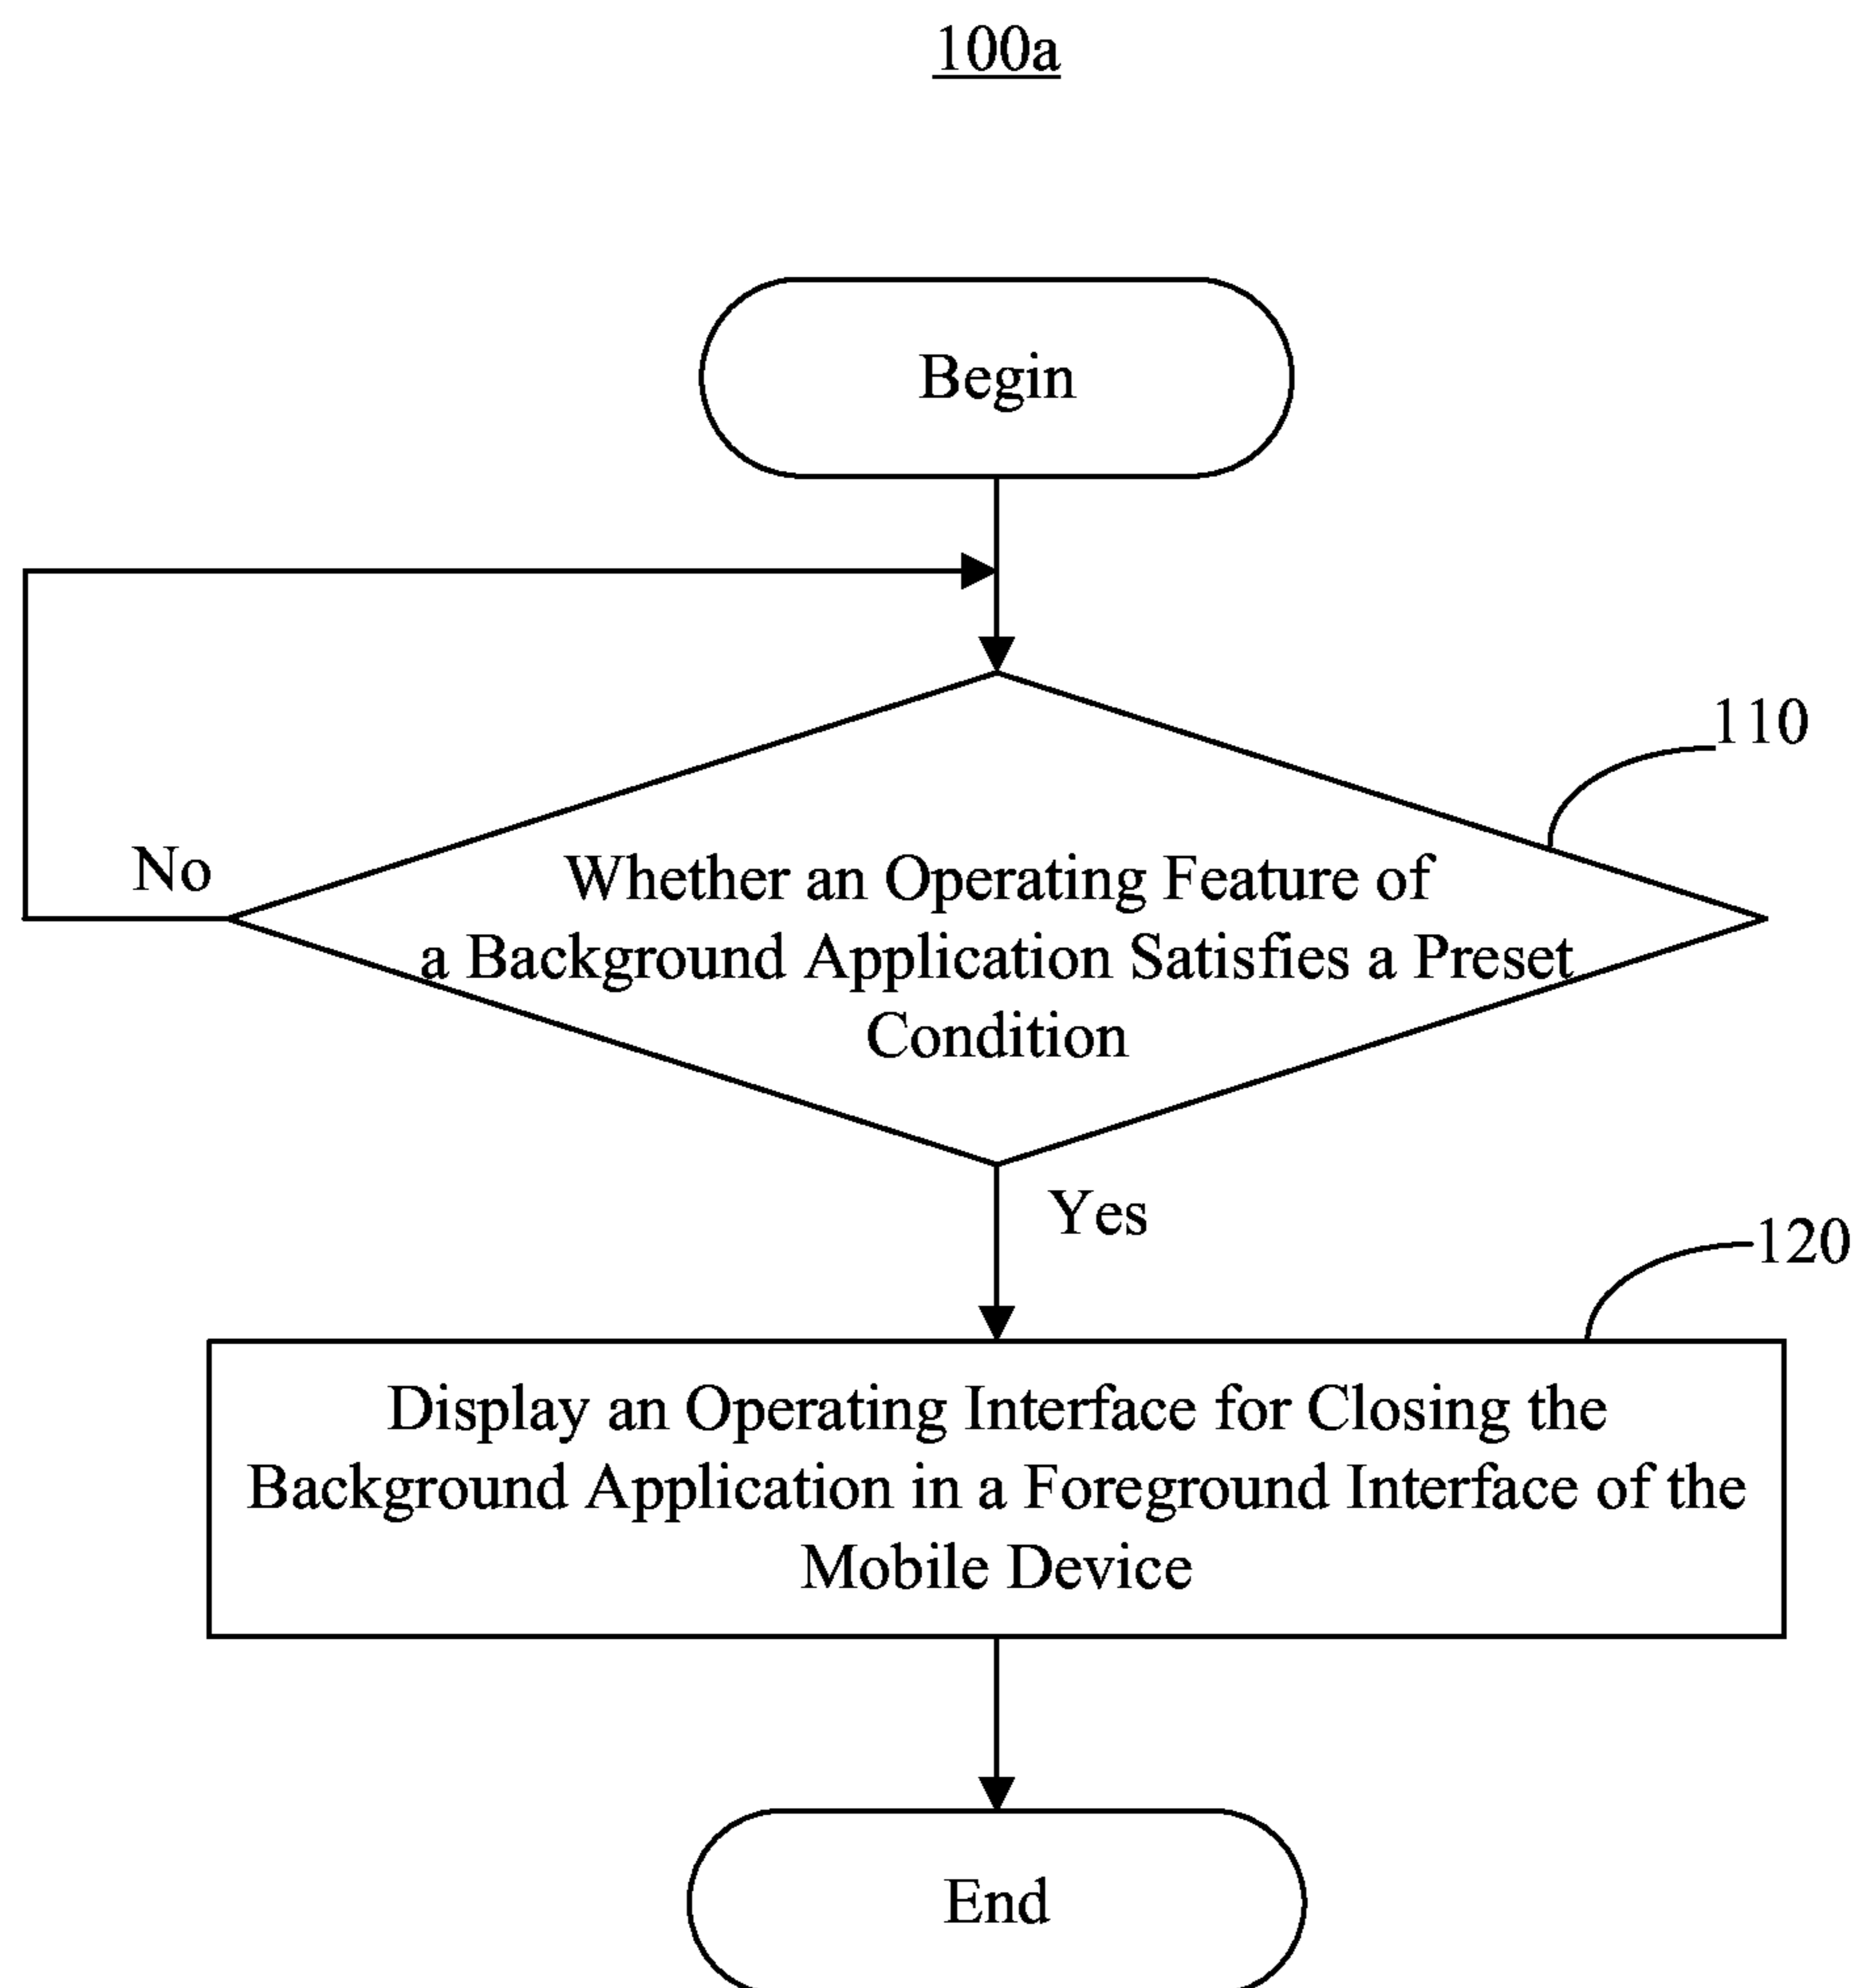 100a
Begin
110
No
Whether an Operating Feature of
a Background Application Satisfies a Preset
Condition
Yes
120
Display an Operating Interface for Closing the
Background Application in a Foreground Interface of the
Mobile Device
End